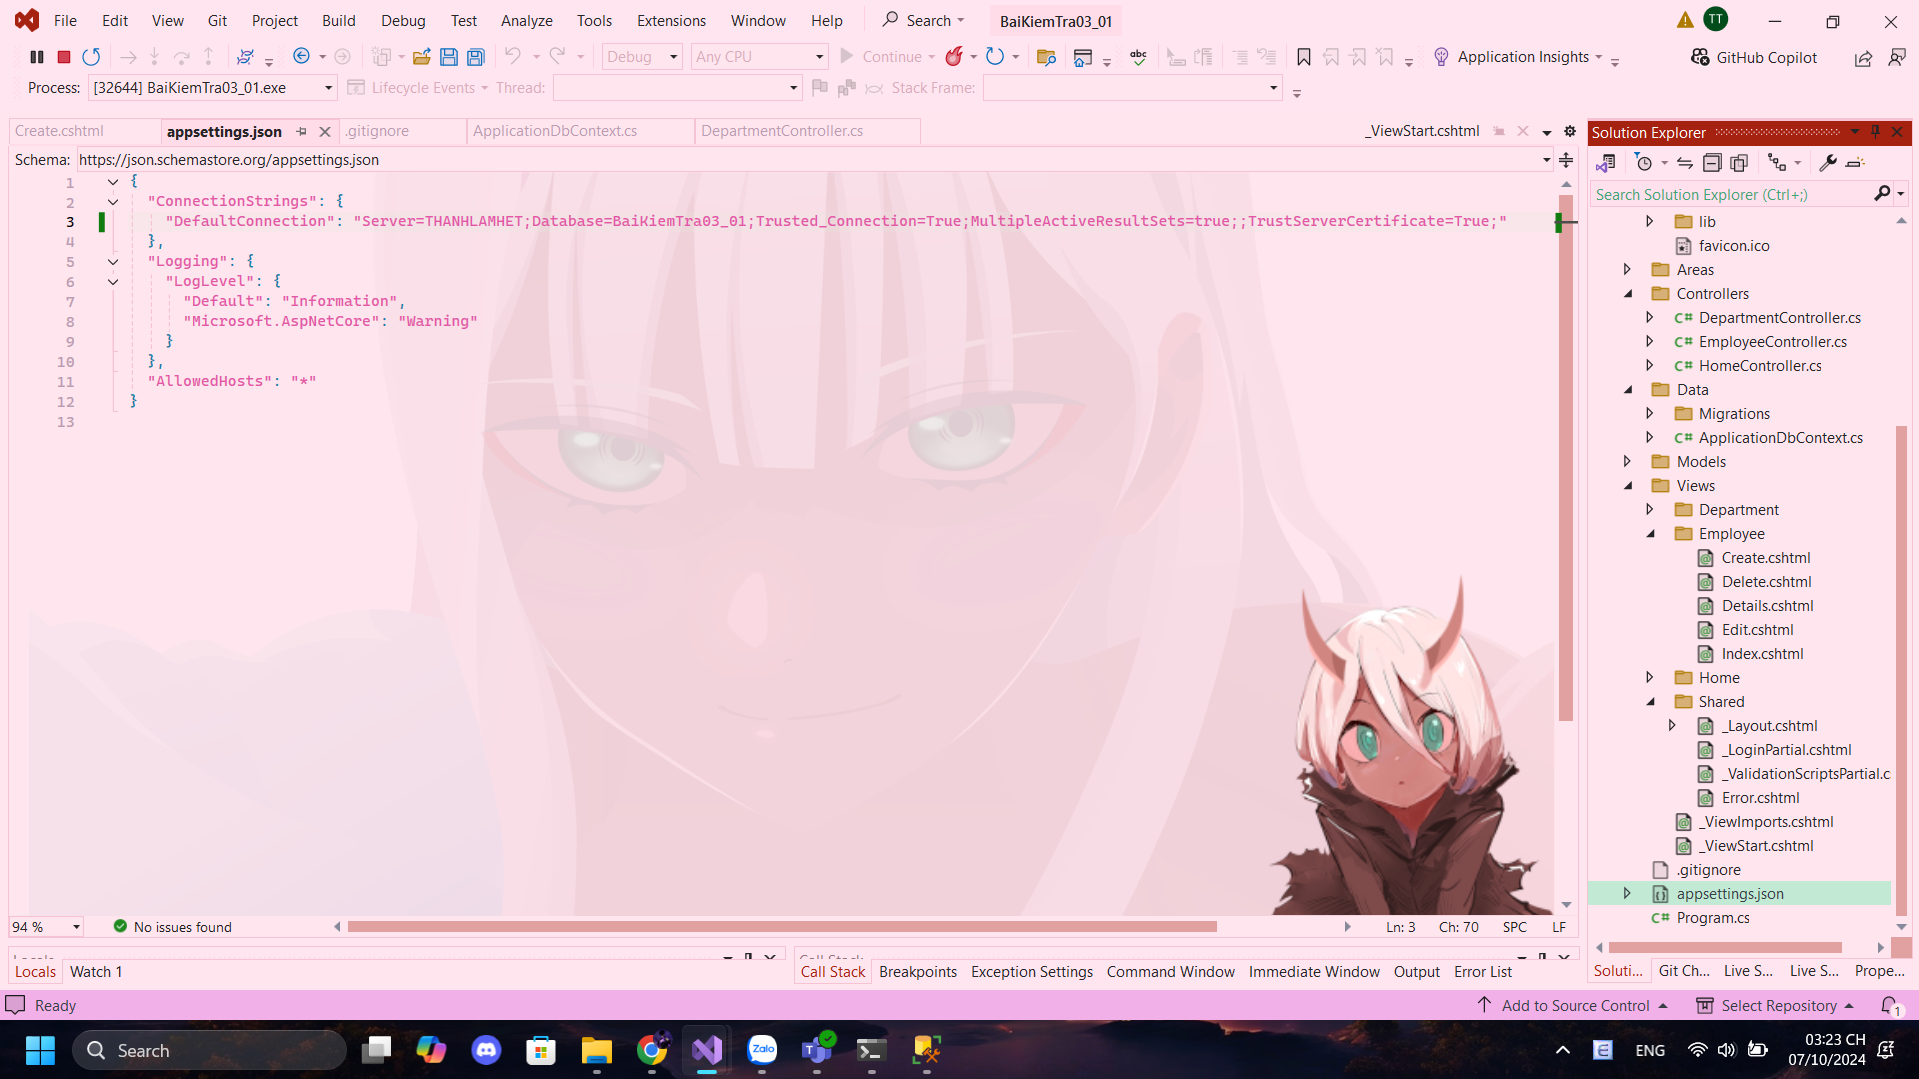 File Edit View Git Project Build Debug Test Analyze Tools Extensions Window Help Search BaiKiemTra03_01 TT
Debug Any CPU Continue Application Insights GitHub Copilot
Process: [32644] BaiKiemTra03_01.exe Lifecycle Events Thread: Stack Frame:
Create.cshtml appsettings.json .gitignore ApplicationDbContext.cs DepartmentController.cs _ViewStart.cshtml
Schema: https://json.schemastore.org/appsettings.json
1 {
2 "ConnectionStrings": {
3 "DefaultConnection": "Server=THANHLAMHET;Database=BaiKiemTra03_01;Trusted_Connection=True;MultipleActiveResultSets=true;;TrustServerCertificate=True;"
4 },
5 "Logging": {
6 "LogLevel": {
7 "Default": "Information",
8 "Microsoft.AspNetCore": "Warning"
9 }
10 },
11 "AllowedHosts": "*"
12 }
13
94 % No issues found Ln: 3 Ch: 70 SPC LF
Locals Call Stack
Locals Watch 1 Call Stack Breakpoints Exception Settings Command Window Immediate Window Output Error List
Solution Explorer
Search Solution Explorer (Ctrl+;)
lib
favicon.ico
Areas
Controllers
C# DepartmentController.cs
C# EmployeeController.cs
C# HomeController.cs
Data
Migrations
C# ApplicationDbContext.cs
Models
Views
Department
Employee
Create.cshtml
Delete.cshtml
Details.cshtml
Edit.cshtml
Index.cshtml
Home
Shared
_Layout.cshtml
_LoginPartial.cshtml
_ValidationScriptsPartial.c
Error.cshtml
_ViewImports.cshtml
_ViewStart.cshtml
.gitignore
appsettings.json
C# Program.cs
Soluti... Git Ch... Live S... Live S... Prope...
Ready Add to Source Control Select Repository 1
Search Zalo ENG 03:23 CH
07/10/2024